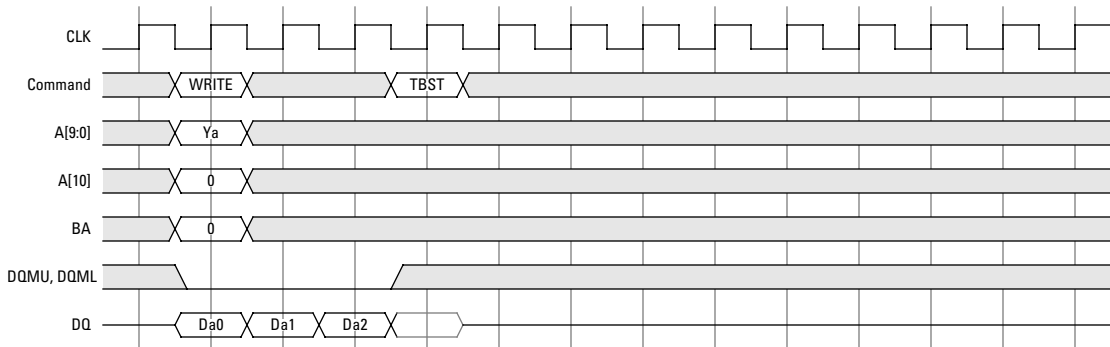 CLK
Command WRITE TBST
A[9:0] Ya
A[10] 0
BA 0
DQMU, DQML
DQ Da0 Da1 Da2